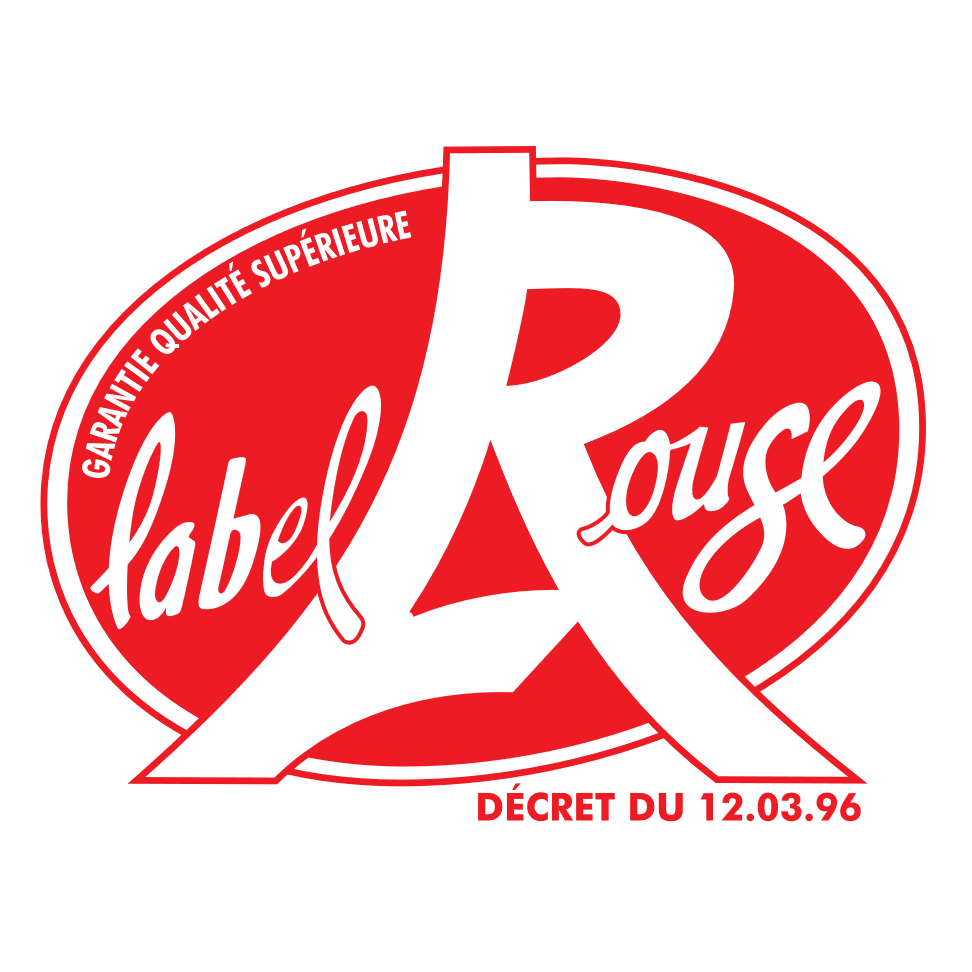 GARANTIE QUALITÉ SUPÉRIEURE
label Rouge
DÉCRET DU 12.03.96